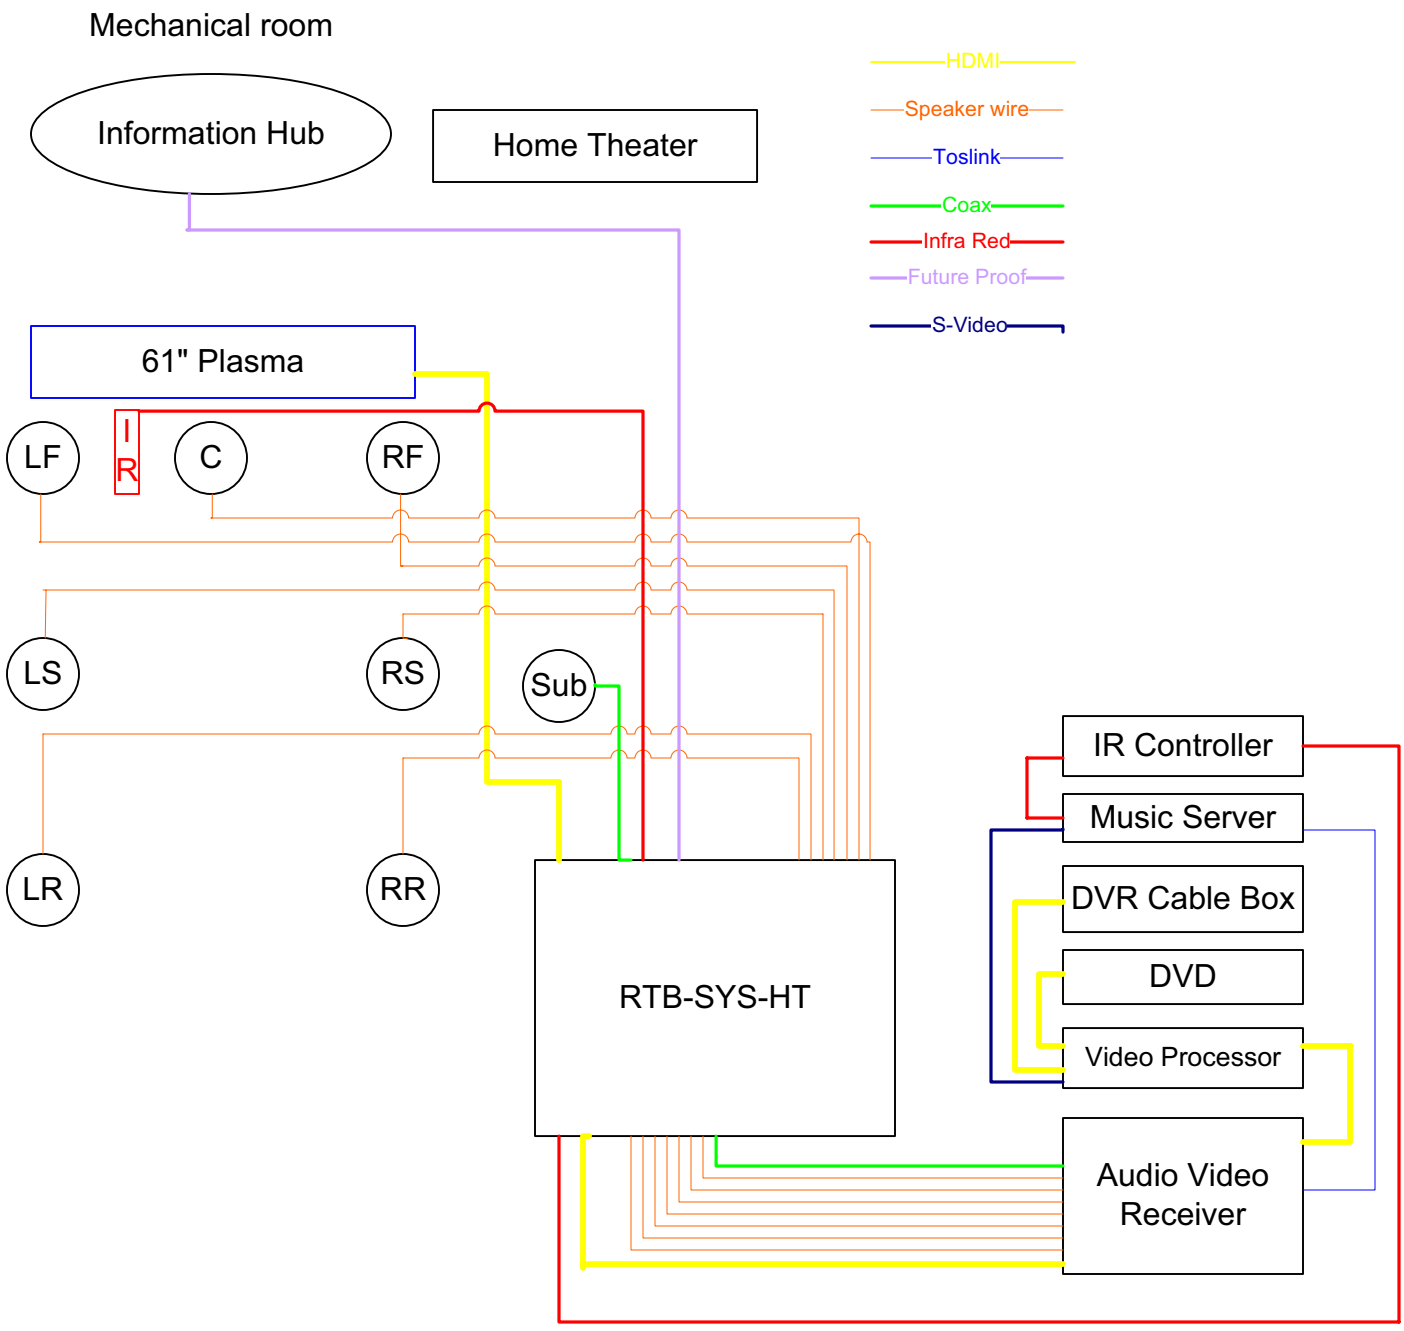 Mechanical room
Information Hub
Home Theater
HDMI
Speaker wire
Toslink
Coax
Infra Red
Future Proof
S-Video
61" Plasma
LF
I
R
C
RF
LS
RS
Sub
LR
RR
RTB-SYS-HT
IR Controller
Music Server
DVR Cable Box
DVD
Video Processor
Audio Video
Receiver